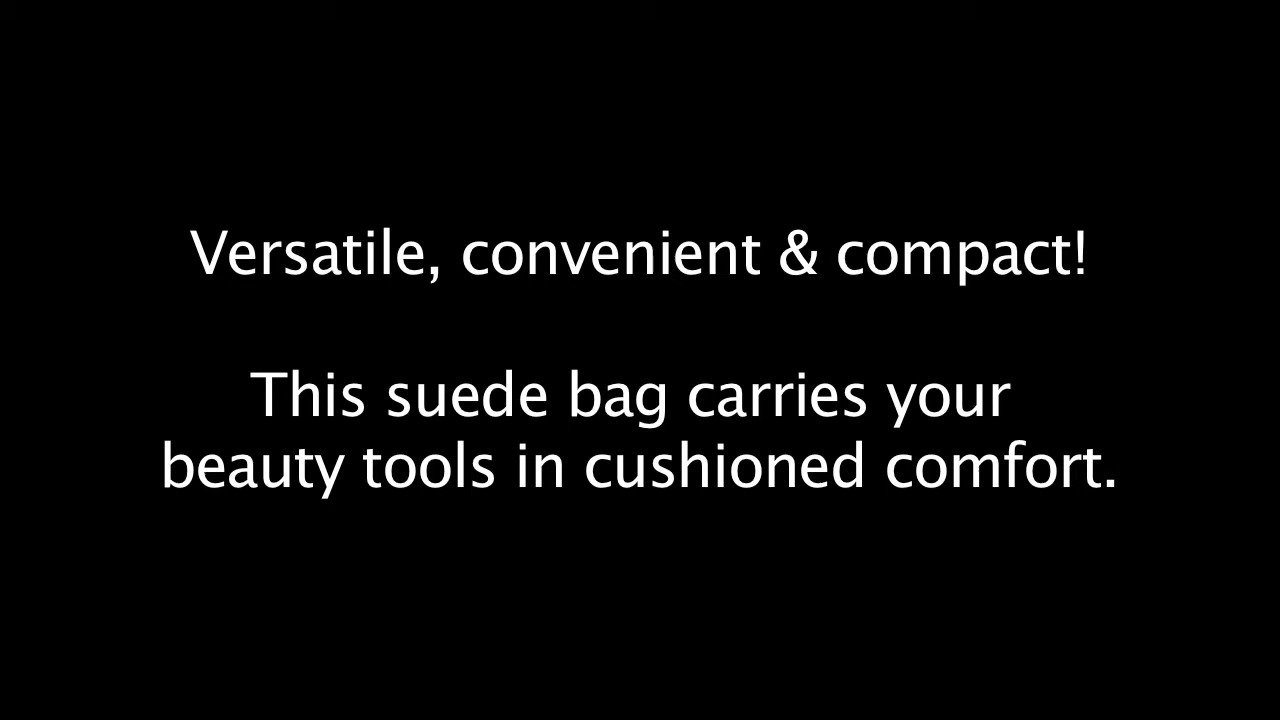 Versatile, convenient & compact!
This suede bag carries your
beauty tools in cushioned comfort.